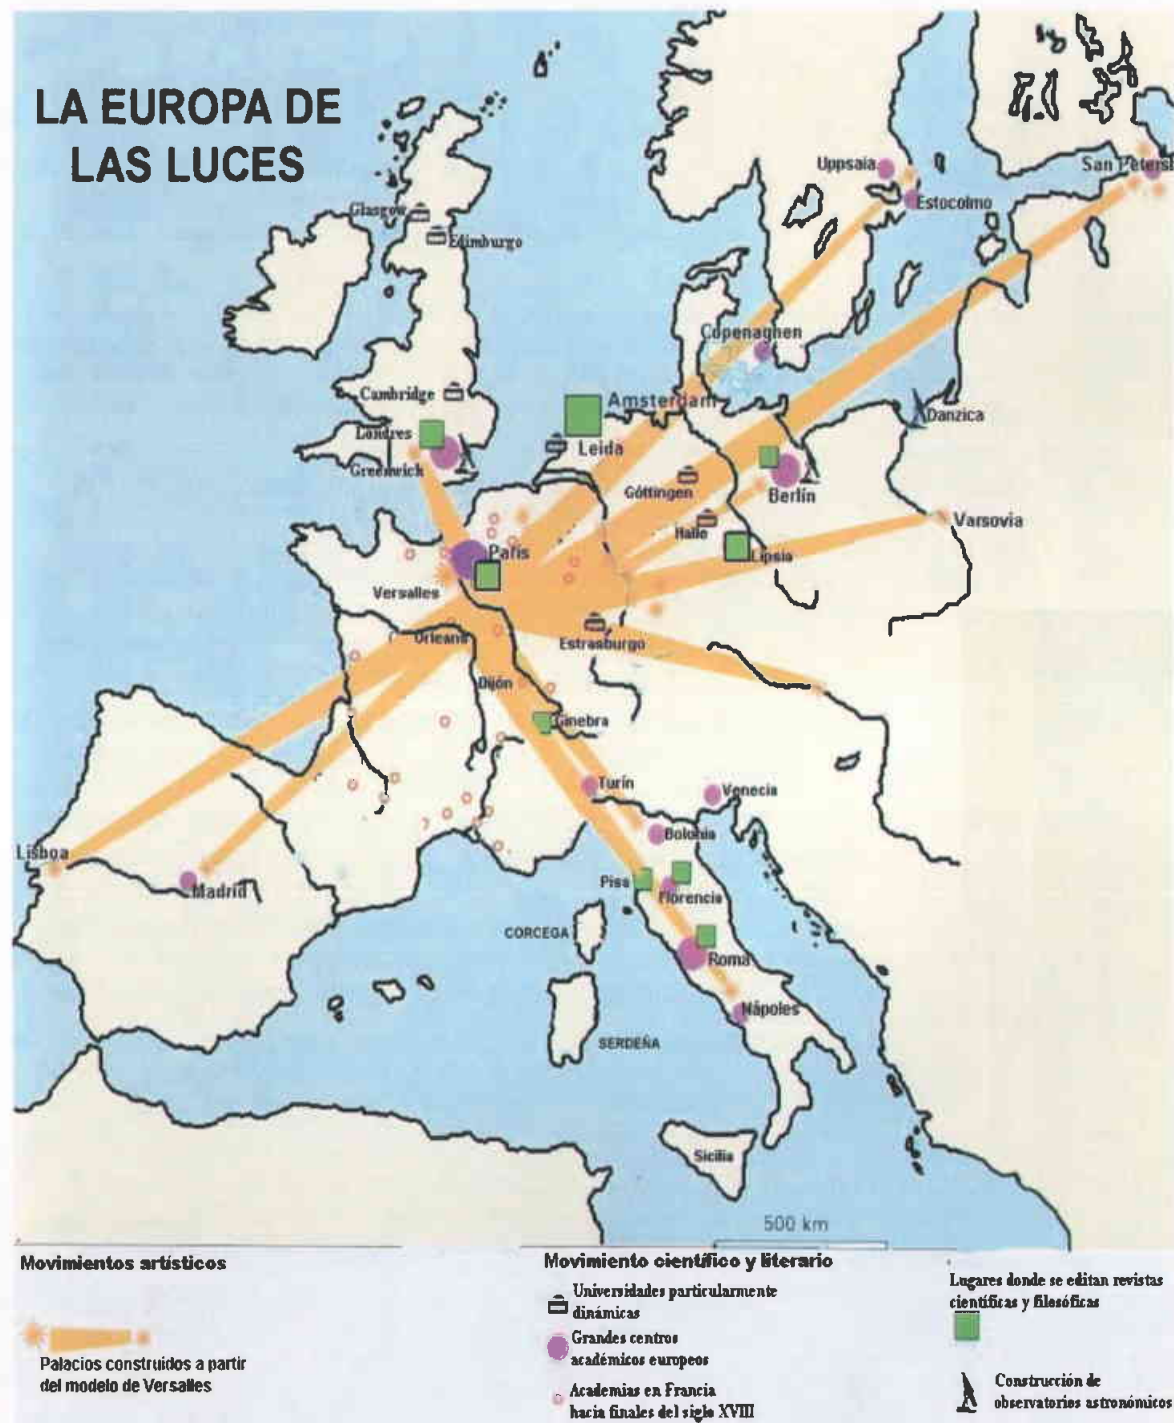 LA EUROPA DE
LAS LUCES
Uppsaia
San Petersb
Estocolmo
Glasgow
Edimburgo
Copenaghen
Cambridge
Amsterdam
Danzica
Landres
Leida
Greenwich
Góttingen
Berlín
Halle
Varsovia
París
Lipsia
Versalles
Orleans
Estrasburgo
Dijón
Ginebra
Turín
Venecia
Bolonia
Lisboa
Madrid
Pisa
Florencia
CORCEGA
Roma
Nápoles
SERDEÑA
Sicilia
500 km
Movimientos artísticos
Palacios construidos a partir
del modelo de Versalles
Movimiento científico y literario
Universidades particularmente
dinámicas
Grandes centros
académicos europeos
Academias en Francia
hacia finales del siglo XVIII
Lugares donde se editan revistas
científicas y filosóficas
Construcción de
observatorios astronómicos